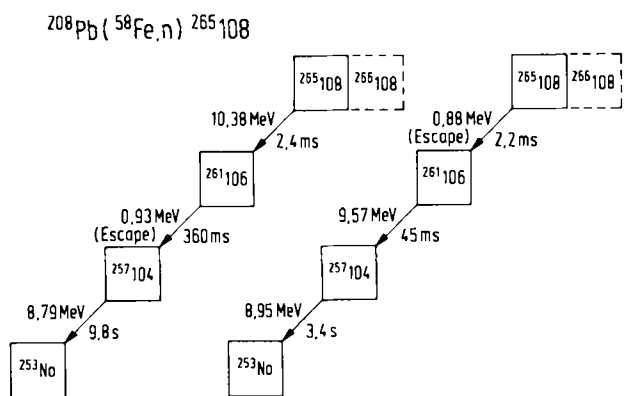 ²⁰⁸Pb(⁵⁸Fe,n) ²⁶⁵108
²⁶⁵108 ²⁶⁶108
10,38 MeV
2,4 ms
²⁶¹106
0,93 MeV
(Escape)
360 ms
²⁵⁷104
8,79 MeV
9,8 s
²⁵³No
²⁶⁵108 ²⁶⁶108
0,88 MeV
(Escape)
2,2 ms
²⁶¹106
9,57 MeV
45 ms
²⁵⁷104
8,95 MeV
3,4 s
²⁵³No